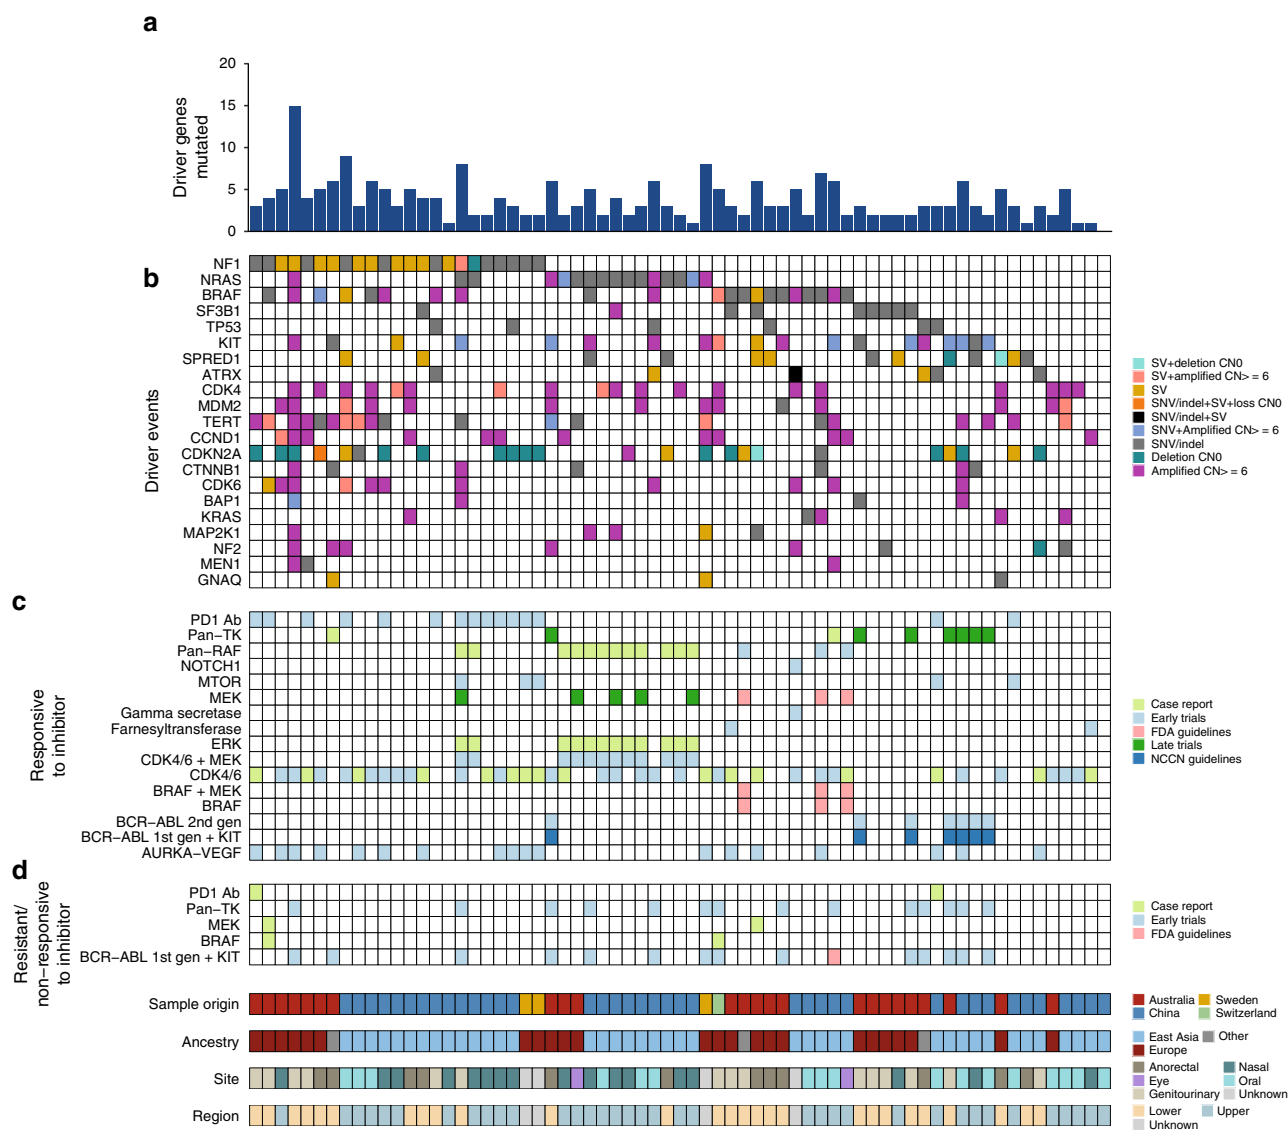 a
20
15
10
5
0
Driver genes
mutated
b
Driver events
NF1
NRAS
BRAF
SF3B1
TP53
KIT
SPRED1
ATRX
CDK4
MDM2
TERT
CCND1
CDKN2A
CTNNB1
CDK6
BAP1
KRAS
MAP2K1
NF2
MEN1
GNAQ
SV+deletion CN0
SV+amplified CN> = 6
SV
SNV/indel+SV+loss CN0
SNV/indel+SV
SNV+Amplified CN> = 6
SNV/indel
Deletion CN0
Amplified CN> = 6
c
Responsive
to inhibitor
PD1 Ab
Pan−TK
Pan−RAF
NOTCH1
MTOR
MEK
Gamma secretase
Farnesyltransferase
ERK
CDK4/6 + MEK
CDK4/6
BRAF + MEK
BRAF
BCR−ABL 2nd gen
BCR−ABL 1st gen + KIT
AURKA−VEGF
Case report
Early trials
FDA guidelines
Late trials
NCCN guidelines
d
Resistant/
non−responsive
to inhibitor
PD1 Ab
Pan−TK
MEK
BRAF
BCR−ABL 1st gen + KIT
Case report
Early trials
FDA guidelines
Sample origin
Australia Sweden
China Switzerland
Ancestry
East Asia Other
Europe
Site
Anorectal Nasal
Eye Oral
Genitourinary Unknown
Region
Lower Upper
Unknown